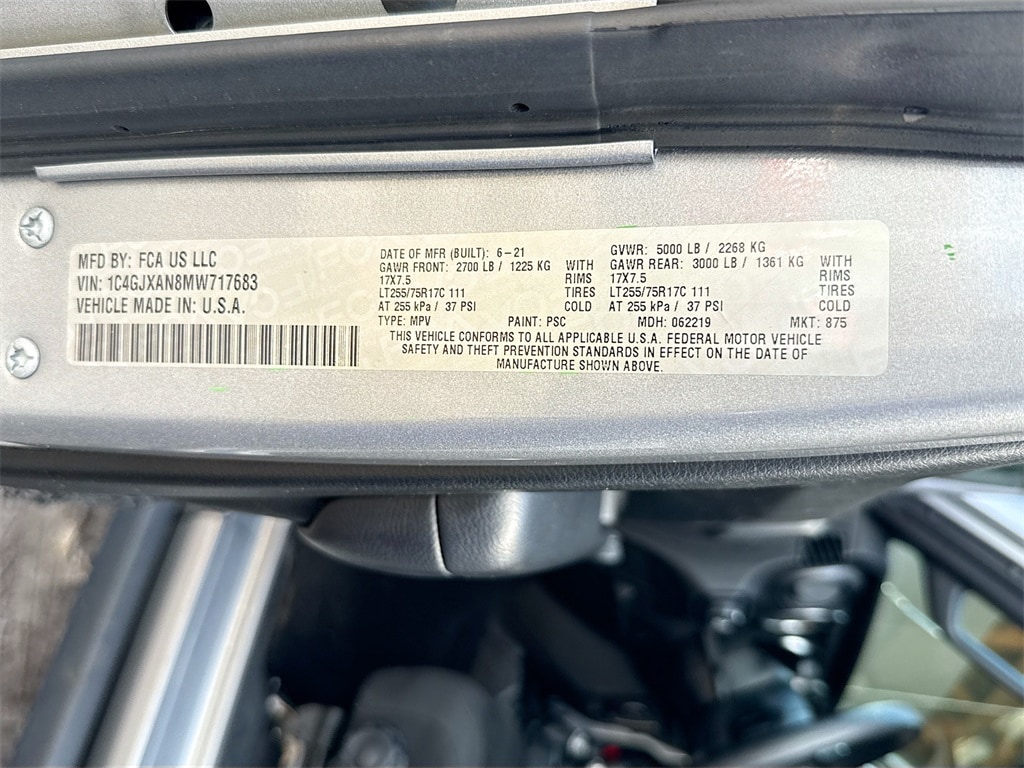 MFD BY: FCA US LLC
VIN: 1C4GJXAN8MW717683
VEHICLE MADE IN: U.S.A.
DATE OF MFR (BUILT): 6-21 GVWR: 5000 LB / 2268 KG
GAWR FRONT: 2700 LB / 1225 KG WITH GAWR REAR: 3000 LB / 1361 KG WITH
17X7.5 RIMS 17X7.5 RIMS
LT255/75R17C 111 TIRES LT255/75R17C 111 TIRES
AT 255 kPa / 37 PSI COLD AT 255 kPa / 37 PSI COLD
TYPE: MPV PAINT: PSC MDH: 062219 MKT: 875
THIS VEHICLE CONFORMS TO ALL APPLICABLE U.S.A. FEDERAL MOTOR VEHICLE
SAFETY AND THEFT PREVENTION STANDARDS IN EFFECT ON THE DATE OF
MANUFACTURE SHOWN ABOVE.